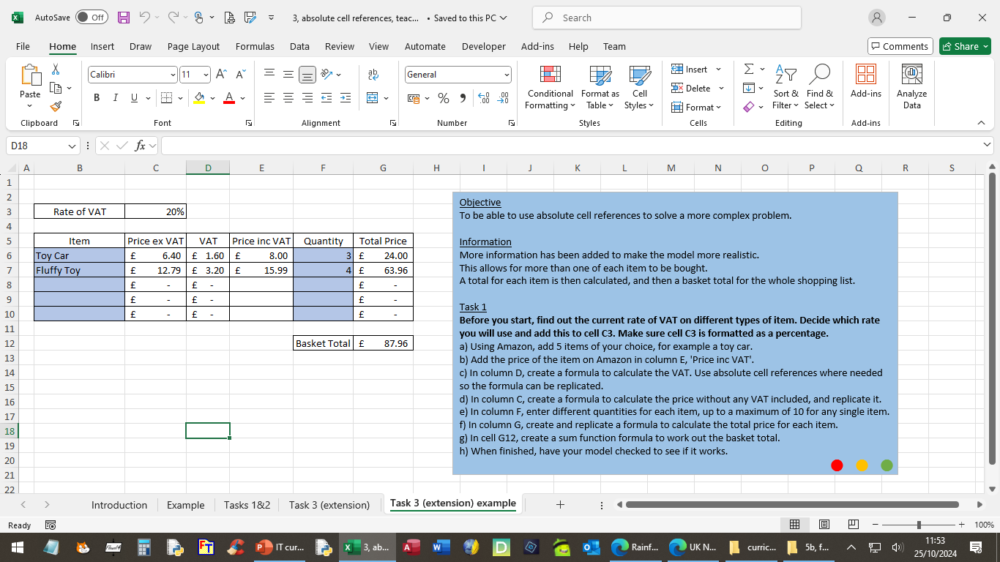 AutoSave Off 3, absolute cell references, teac... • Saved to this PC Search
File Home Insert Draw Page Layout Formulas Data Review View Automate Developer Add-ins Help Team Comments Share
Paste Calibri 11 General Conditional Formatting Format as Table Cell Styles Insert Delete Format Sort & Filter Find & Select Add-ins Analyze Data
B I U A % 9
Clipboard Font Alignment Number Styles Cells Editing Add-ins
D18 fx
A B C D E F G H I J K L M N O P Q R S
1
2
3 Rate of VAT 20%
4
5 Item Price ex VAT VAT Price inc VAT Quantity Total Price
6 Toy Car £ 6.40 £ 1.60 £ 8.00 3 £ 24.00
7 Fluffy Toy £ 12.79 £ 3.20 £ 15.99 4 £ 63.96
8 £ - £ - £ -
9 £ - £ - £ -
10 £ - £ - £ -
11
12 Basket Total £ 87.96
13
14
15
16
17
18
19
20
21
22
Objective
To be able to use absolute cell references to solve a more complex problem.
Information
More information has been added to make the model more realistic.
This allows for more than one of each item to be bought.
A total for each item is then calculated, and then a basket total for the whole shopping list.
Task 1
Before you start, find out the current rate of VAT on different types of item. Decide which rate
you will use and add this to cell C3. Make sure cell C3 is formatted as a percentage.
a) Using Amazon, add 5 items of your choice, for example a toy car.
b) Add the price of the item on Amazon in column E, 'Price inc VAT'.
c) In column D, create a formula to calculate the VAT. Use absolute cell references where needed
so the formula can be replicated.
d) In column C, create a formula to calculate the price without any VAT included, and replicate it.
e) In column F, enter different quantities for each item, up to a maximum of 10 for any single item.
f) In column G, create and replicate a formula to calculate the total price for each item.
g) In cell G12, create a sum function formula to work out the basket total.
h) When finished, have your model checked to see if it works.
Introduction Example Tasks 1&2 Task 3 (extension) Task 3 (extension) example
Ready 100%
IT cur... 3, ab... Rainf... UK N... curric... 5b, f... 11:53
25/10/2024